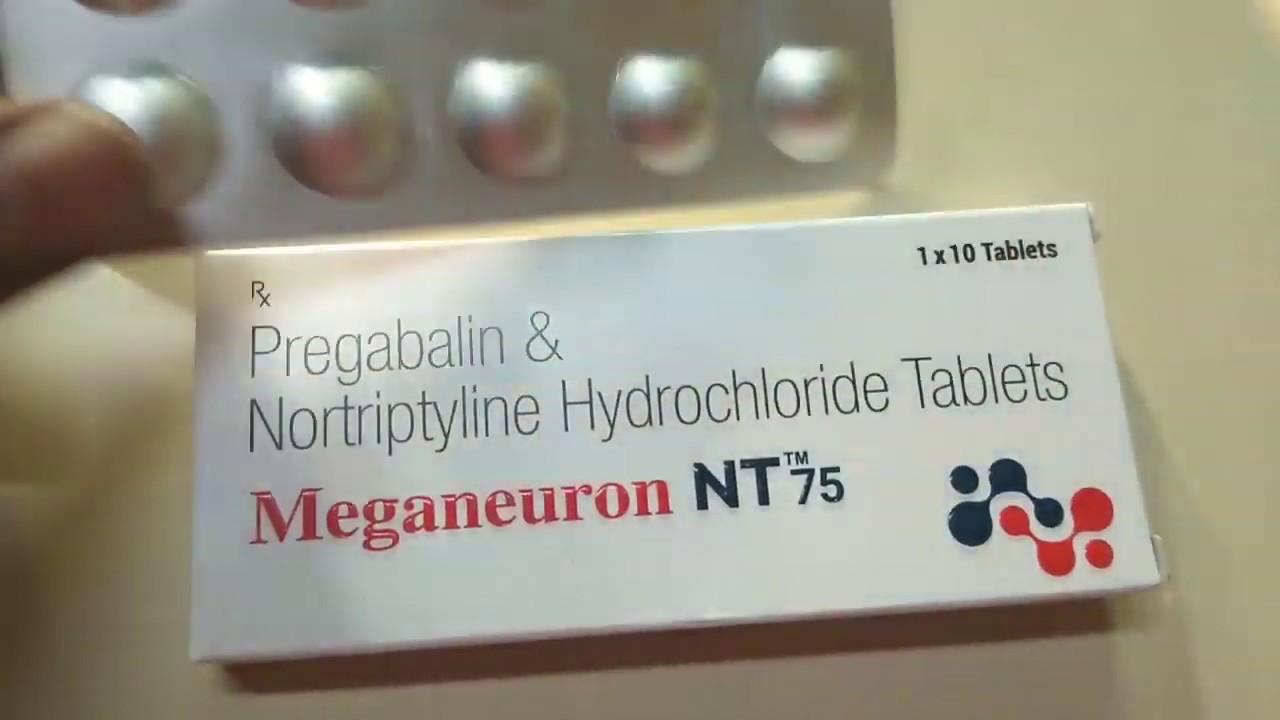 1 x 10 Tablets
Rx
Pregabalin &
Nortriptyline Hydrochloride Tablets
Meganeuron NT™ 75